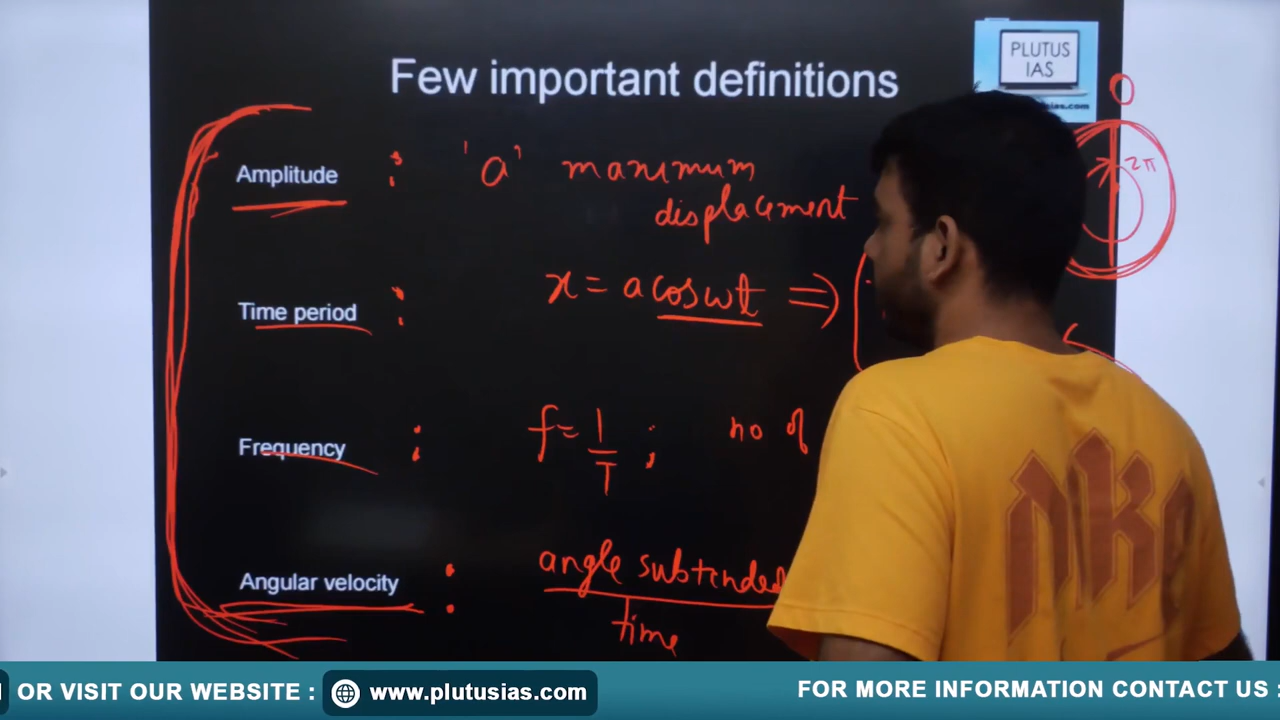 Few important definitions
PLUTUS
IAS
Amplitude : 'a' maximum
displacement
0
2π
Time period : x = a cos wt ⇒
Frequency : f = 1/T ; no of
Angular velocity : angle subtended
time
OR VISIT OUR WEBSITE : www.plutusias.com
FOR MORE INFORMATION CONTACT US :